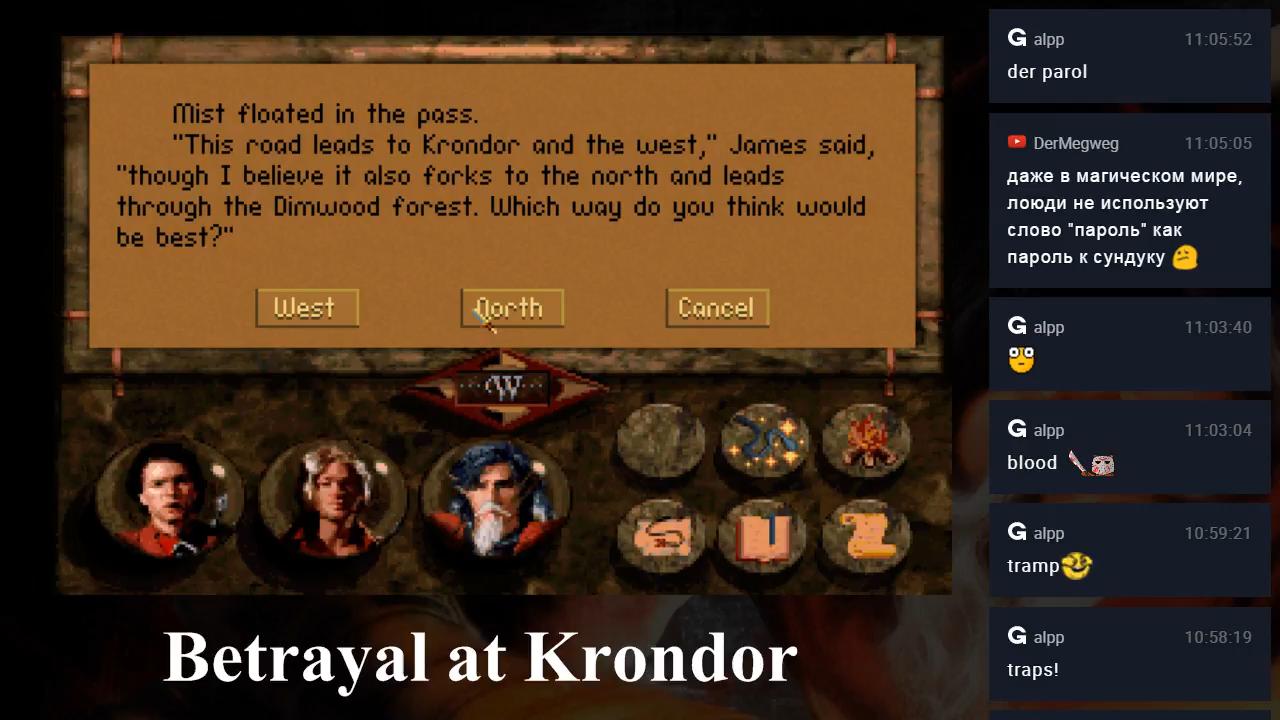 Mist floated in the pass.
"This road leads to Krondor and the west," James said,
"though I believe it also forks to the north and leads
through the Dimwood forest. Which way do you think would
be best?"
West
North
Cancel
W
Betrayal at Krondor
G alpp 11:05:52
der parol
DerMegweg 11:05:05
даже в магическом мире,
лоюди не используют
слово "пароль" как
пароль к сундуку
G alpp 11:03:40
G alpp 11:03:04
blood
G alpp 10:59:21
tramp
G alpp 10:58:19
traps!